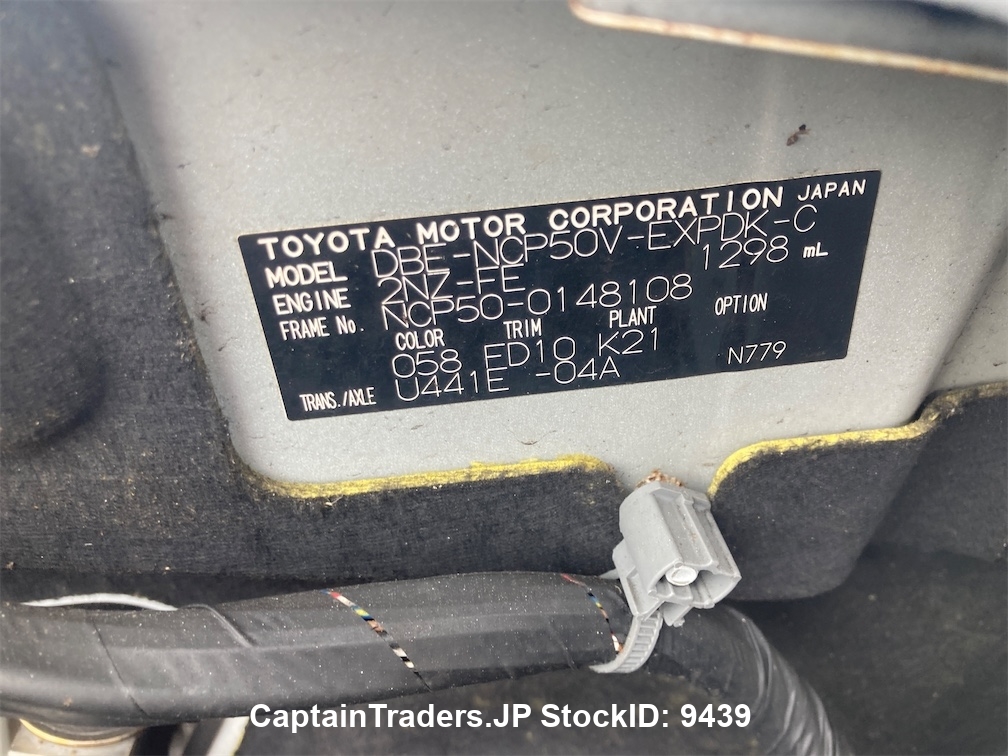 TOYOTA MOTOR CORPORATION JAPAN
MODEL DBE-NCP50V-EXPDK-C
ENGINE 2NZ-FE 1298 mL
FRAME No. NCP50-0148108
COLOR TRIM PLANT OPTION
058 FD10 K21
TRANS./AXLE U441E -04A N779
CaptainTraders.JP StockID: 9439